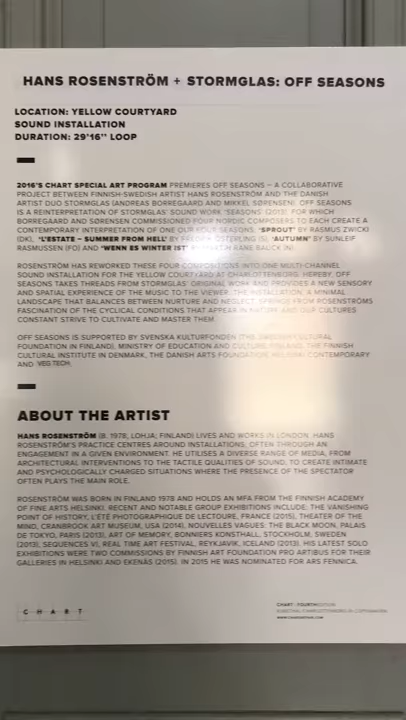 HANS ROSENSTRÖM + STORMGLAS: OFF SEASONS
LOCATION: YELLOW COURTYARD
SOUND INSTALLATION
DURATION: 29'16'' LOOP
2016'S CHART SPECIAL ART PROGRAM PREMIERES OFF SEASONS – A COLLABORATIVE
PROJECT BETWEEN FINNISH-SWEDISH ARTIST HANS ROSENSTRÖM AND THE DANISH
ARTIST DUO STORMGLAS (ANDREAS BORREGAARD AND MIKKEL SØRENSEN). OFF SEASONS
IS A REINTERPRETATION OF STORMGLAS' SOUND WORK 'SEASONS' (2013), FOR WHICH
BORREGAARD AND SØRENSEN COMMISSIONED FOUR NORDIC COMPOSERS TO EACH CREATE A
CONTEMPORARY INTERPRETATION OF ONE OUR FOUR SEASONS; 'SPROUT' BY RASMUS ZWICKI
(DK), 'L'ESTATE – SUMMER FROM HELL' BY FREDRIK ÖSTERLING (S), 'AUTUMN' BY SUNLEIF
RASMUSSEN (FO) AND 'WENN ES WINTER IST' BY
ROSENSTRÖM HAS REWORKED THESE FOUR COMPOSITIONS INTO ONE MULTI-CHANNEL
SOUND INSTALLATION FOR THE YELLOW COURTYARD AT CHARLOTTENBORG. HEREBY, OFF
SEASONS TAKES THREADS FROM STORMGLAS' ORIGINAL WORK AND PROVIDES A NEW SENSORY
AND SPATIAL EXPERIENCE OF THE MUSIC TO THE VIEWER. THE INSTALLATION, A MINIMAL
LANDSCAPE THAT BALANCES BETWEEN NURTURE AND NEGLECT, SPRINGS FROM ROSENSTRÖMS
FASCINATION OF THE CYCLICAL CONDITIONS THAT APPEAR IN NATURE AND OUR CULTURES
CONSTANT STRIVE TO CULTIVATE AND MASTER THEM.
OFF SEASONS IS SUPPORTED BY SVENSKA KULTURFONDEN (THE SWEDISH CULTURAL
FOUNDATION IN FINLAND), MINISTRY OF EDUCATION AND CULTURE FINLAND, THE FINNISH
CULTURAL INSTITUTE IN DENMARK, THE DANISH ARTS FOUNDATION, HELSINKI CONTEMPORARY
AND VEG TECH.
ABOUT THE ARTIST
HANS ROSENSTRÖM (B. 1978, LOHJA, FINLAND) LIVES AND WORKS IN LONDON. HANS
ROSENSTRÖM'S PRACTICE CENTRES AROUND INSTALLATIONS, OFTEN THROUGH AN
ENGAGEMENT IN A GIVEN ENVIRONMENT. HE UTILISES A DIVERSE RANGE OF MEDIA, FROM
ARCHITECTURAL INTERVENTIONS TO THE TACTILE QUALITIES OF SOUND, TO CREATE INTIMATE
AND PSYCHOLOGICALLY CHARGED SITUATIONS WHERE THE PRESENCE OF THE SPECTATOR
OFTEN PLAYS THE MAIN ROLE.
ROSENSTRÖM WAS BORN IN FINLAND 1978 AND HOLDS AN MFA FROM THE FINNISH ACADEMY
OF FINE ARTS HELSINKI. RECENT AND NOTABLE GROUP EXHIBITIONS INCLUDE: THE VANISHING
POINT OF HISTORY, L'ÉTÉ PHOTOGRAPHIQUE DE LECTOURE, FRANCE (2015), THEATER OF THE
MIND, CRANBROOK ART MUSEUM, USA (2014), NOUVELLES VAGUES: THE BLACK MOON, PALAIS
DE TOKYO, PARIS (2013), ART OF MEMORY, BONNIERS KONSTHALL, STOCKHOLM, SWEDEN
(2013), SEQUENCES VI, REAL TIME ART FESTIVAL, REYKJAVIK, ICELAND (2013). HIS LATEST SOLO
EXHIBITIONS WERE TWO COMMISSIONS BY FINNISH ART FOUNDATION PRO ARTIBUS FOR THEIR
GALLERIES IN HELSINKI AND EKENÄS (2015). IN 2015 HE WAS NOMINATED FOR ARS FENNICA.
CHART
CHART